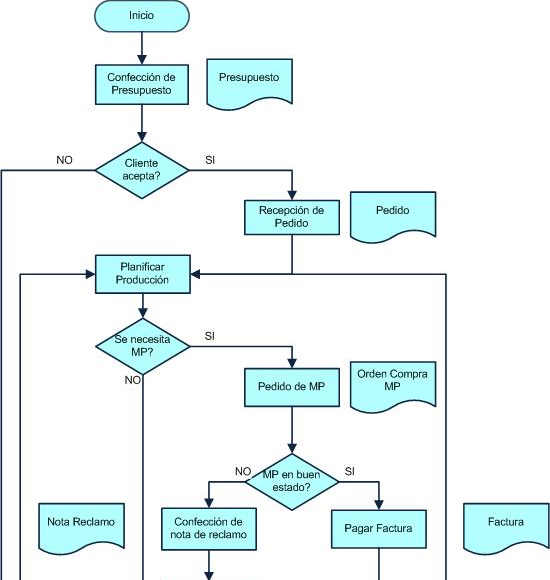 Inicio
Confección de
Presupuesto
Presupuesto
Cliente
acepta?
NO
SI
Recepción de
Pedido
Pedido
Planificar
Producción
Se necesita
MP?
SI
NO
Pedido de MP
Orden Compra
MP
MP en buen
estado?
NO
SI
Nota Reclamo
Confección de
nota de reclamo
Pagar Factura
Factura